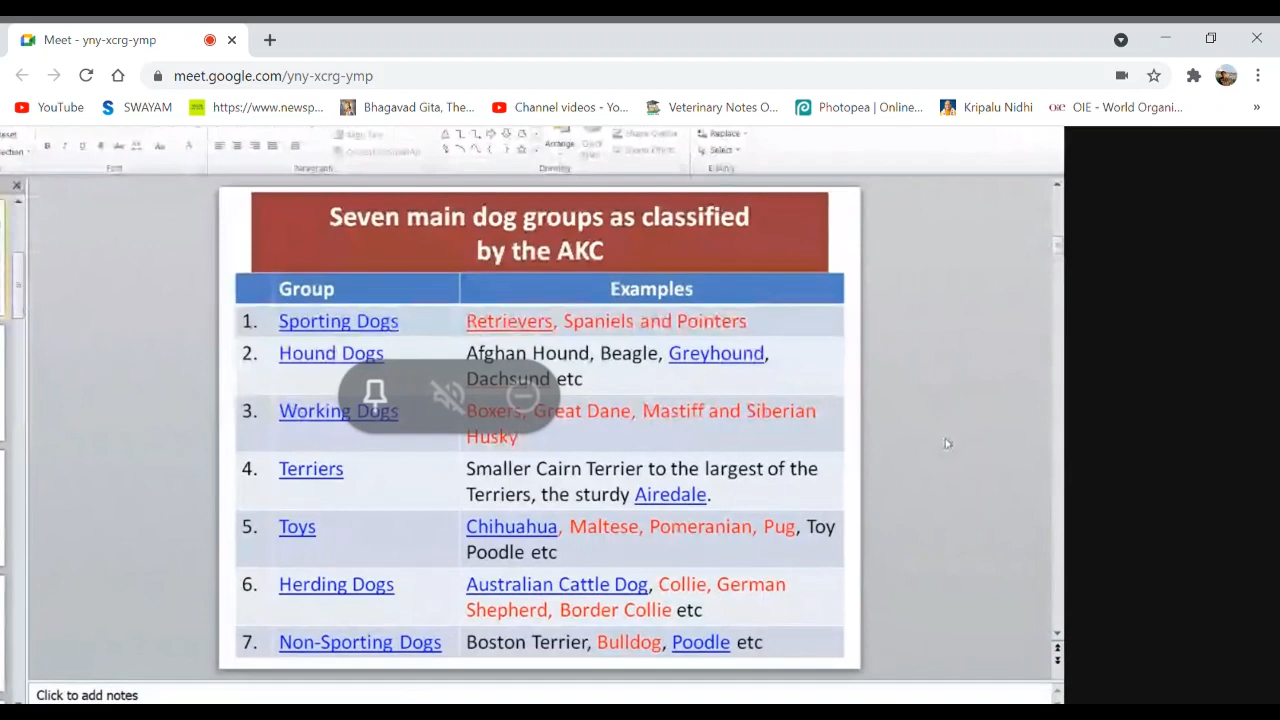 Meet - yny-xcrg-ymp
meet.google.com/yny-xcrg-ymp
YouTube SWAYAM https://www.newsp... Bhagavad Gita, The... Channel videos - Yo... Veterinary Notes O... Photopea | Online... Kripalu Nidhi OIE OIE - World Organi... »
Replace
Arrange
Select
Font Paragraph Drawing Editing
Seven main dog groups as classified
by the AKC
Group Examples
1. Sporting Dogs Retrievers, Spaniels and Pointers
2. Hound Dogs Afghan Hound, Beagle, Greyhound,
Dachsund etc
3. Working Dogs Boxers, Great Dane, Mastiff and Siberian
Husky
4. Terriers Smaller Cairn Terrier to the largest of the
Terriers, the sturdy Airedale.
5. Toys Chihuahua, Maltese, Pomeranian, Pug, Toy
Poodle etc
6. Herding Dogs Australian Cattle Dog, Collie, German
Shepherd, Border Collie etc
7. Non-Sporting Dogs Boston Terrier, Bulldog, Poodle etc
Click to add notes